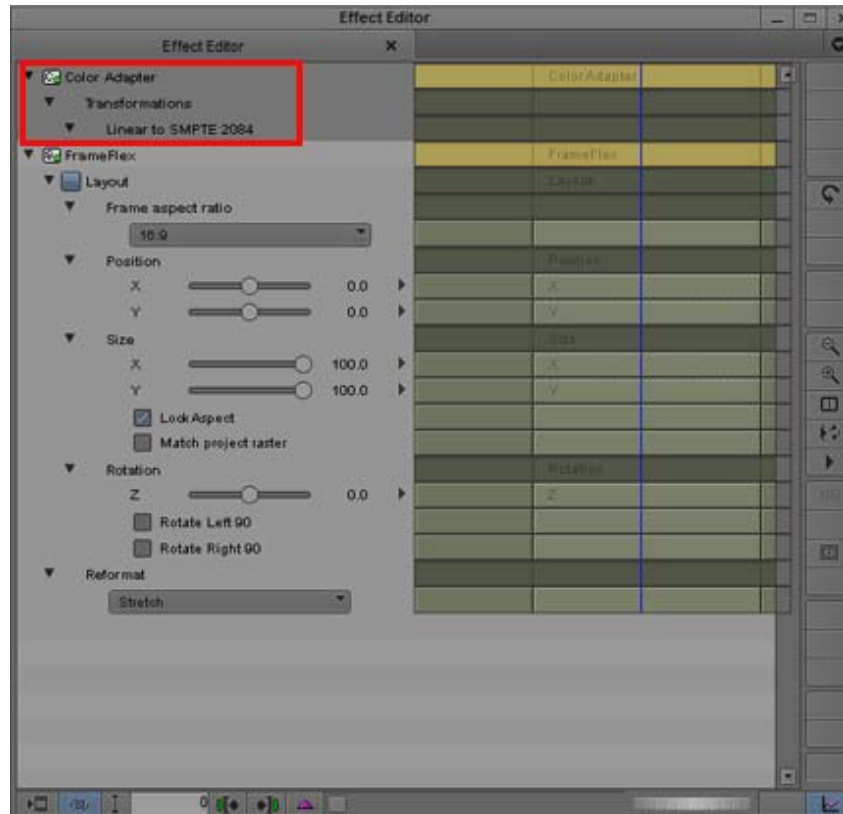 Effect Editor
Effect Editor
Color Adapter ColorAdapter
Transformations
Linear to SMPTE 2084
FrameFlex FrameFlex
Layout Layout
Frame aspect ratio
16:9
Position Position
X 0.0 X
Y 0.0 Y
Size Size
X 100.0 X
Y 100.0 Y
Lock Aspect
Match project raster
Rotation Rotation
Z 0.0 Z
Rotate Left 90
Rotate Right 90
Reformat
Stretch
0